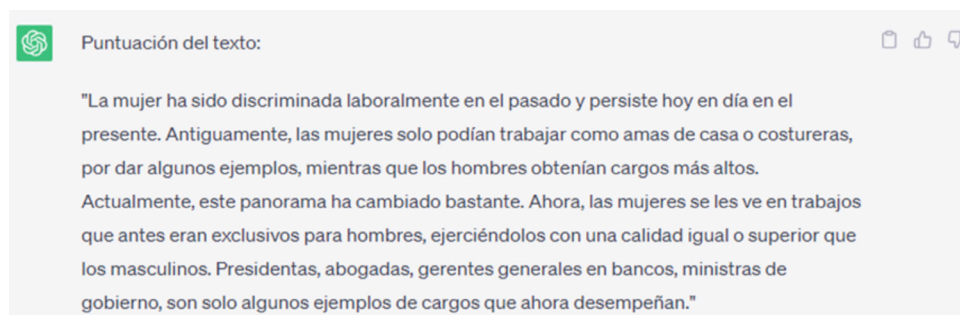 Puntuación del texto:
"La mujer ha sido discriminada laboralmente en el pasado y persiste hoy en día en el
presente. Antiguamente, las mujeres solo podían trabajar como amas de casa o costureras,
por dar algunos ejemplos, mientras que los hombres obtenían cargos más altos.
Actualmente, este panorama ha cambiado bastante. Ahora, las mujeres se les ve en trabajos
que antes eran exclusivos para hombres, ejerciéndolos con una calidad igual o superior que
los masculinos. Presidentas, abogadas, gerentes generales en bancos, ministras de
gobierno, son solo algunos ejemplos de cargos que ahora desempeñan."